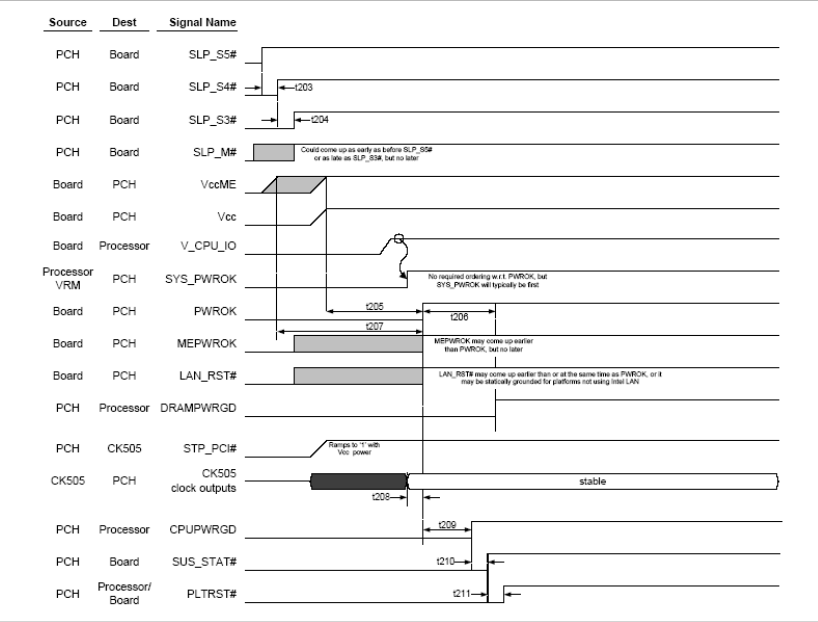 Source Dest Signal Name
PCH Board SLP_S5#
PCH Board SLP_S4# t203
PCH Board SLP_S3# t204
PCH Board SLP_M# Could come up as early as before SLP_S5#
or as late as SLP_S3#, but no later
Board PCH VccME
Board PCH Vcc
Board Processor V_CPU_IO
Processor
VRM PCH SYS_PWROK No required ordering w.r.t. PWROK, but
SYS_PWROK will typically be first
Board PCH PWROK t205 t206
t207
Board PCH MEPWROK MEPWROK may come up earlier
than PWROK, but no later
Board PCH LAN_RST# LAN_RST# may come up earlier than or at the same time as PWROK, or it
may be statically grounded for platforms not using Intel LAN
PCH Processor DRAMPWRGD
PCH CK505 STP_PCI# Ramps to '1' with
Vcc power
CK505 PCH CK505
clock outputs stable
t208
PCH Processor CPUPWRGD t209
PCH Board SUS_STAT# t210
PCH Processor/
Board PLTRST# t211